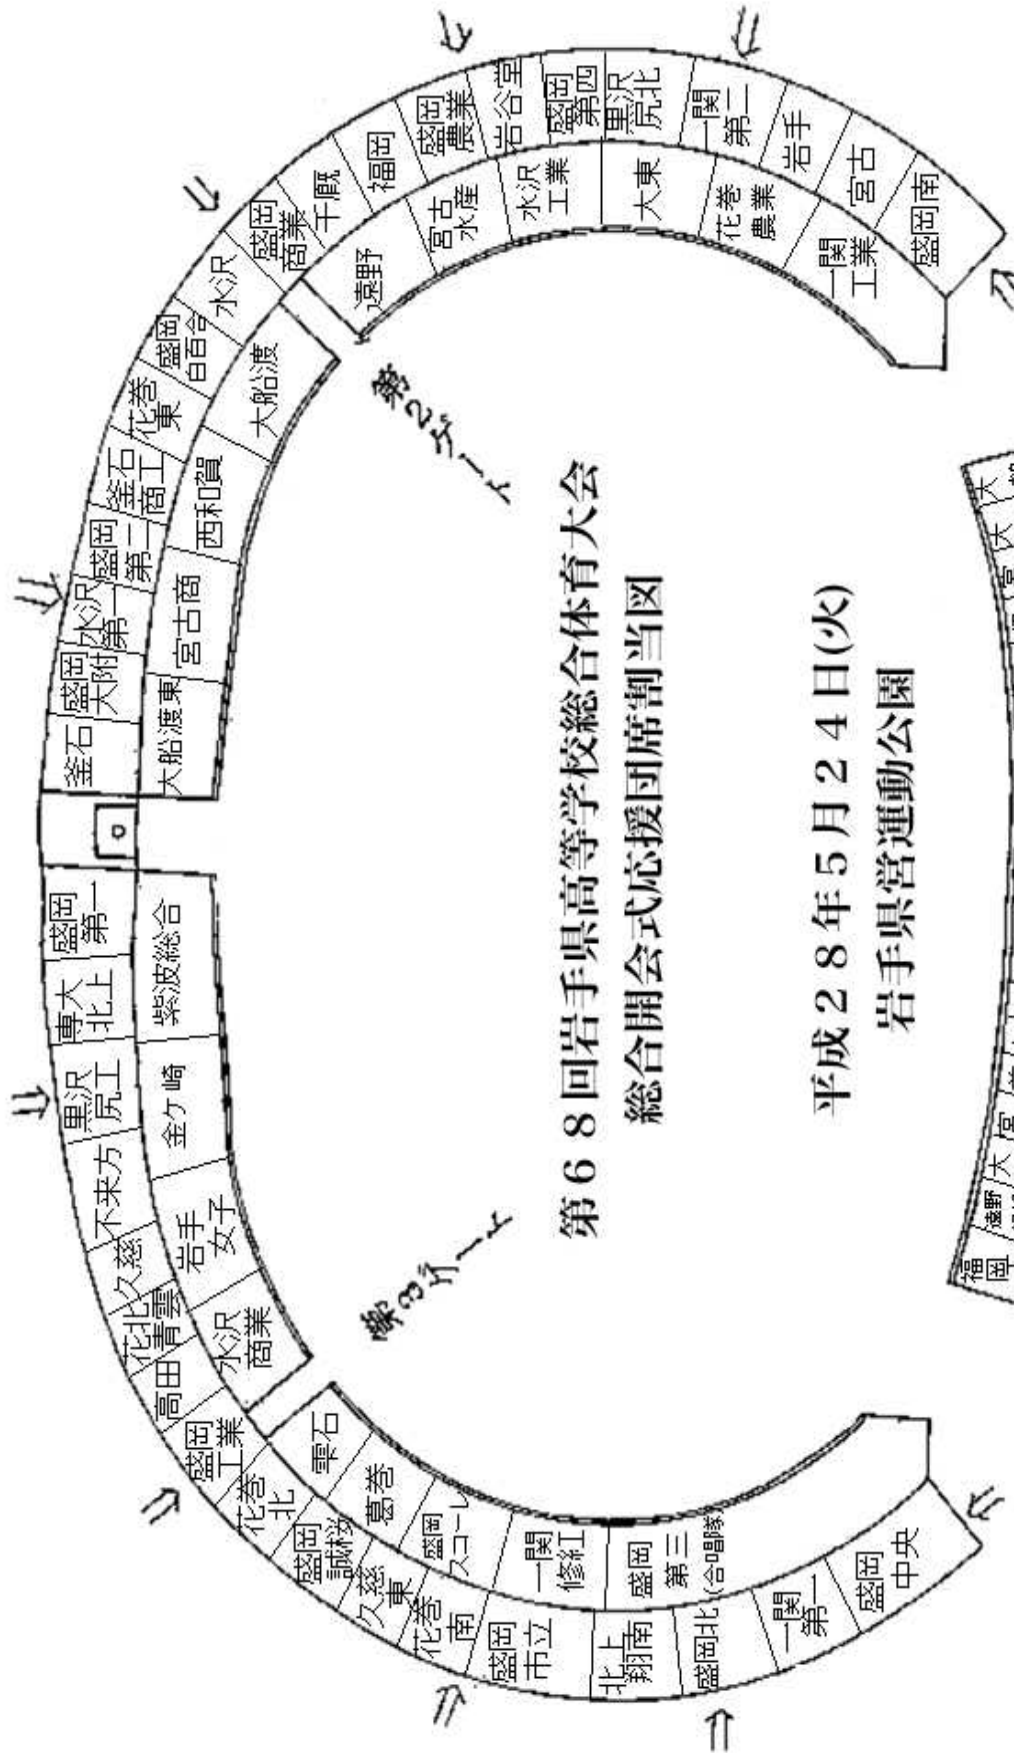 第68回岩手県高等学校総合体育大会
総合開会式応援団席割当図
平成28年5月24日(火)
岩手県営運動公園
盛岡
中央
一関
第一
盛岡北
北上
翔南
盛岡
市立
花巻
南
久慈
東
盛岡
誠桜
花巻
北
盛岡
工業
高田
花北
青雲
久慈
不来方
黒沢
尻工
専大
北上
盛岡
第一
釜石
盛岡
大附
水沢
第一
盛岡
第二
釜石
商工
花巻
東
盛岡
白百合
水沢
盛岡
商業
千厩
福岡
盛岡
農業
岩谷堂
盛岡
第四
黒沢
尻北
一関
第二
岩手
宮古
盛岡南
盛岡
第三
(合唱隊)
一関
修紅
盛岡
スコーレ
葛巻
雫石
水沢
商業
岩手
女子
金ケ崎
紫波総合
大船渡東
宮古商
西和賀
大船渡
遠野
宮古
水産
水沢
工業
大東
花巻
農業
一関
工業
第3ゲート
第2ゲート
福
岡
遠野
大
宮